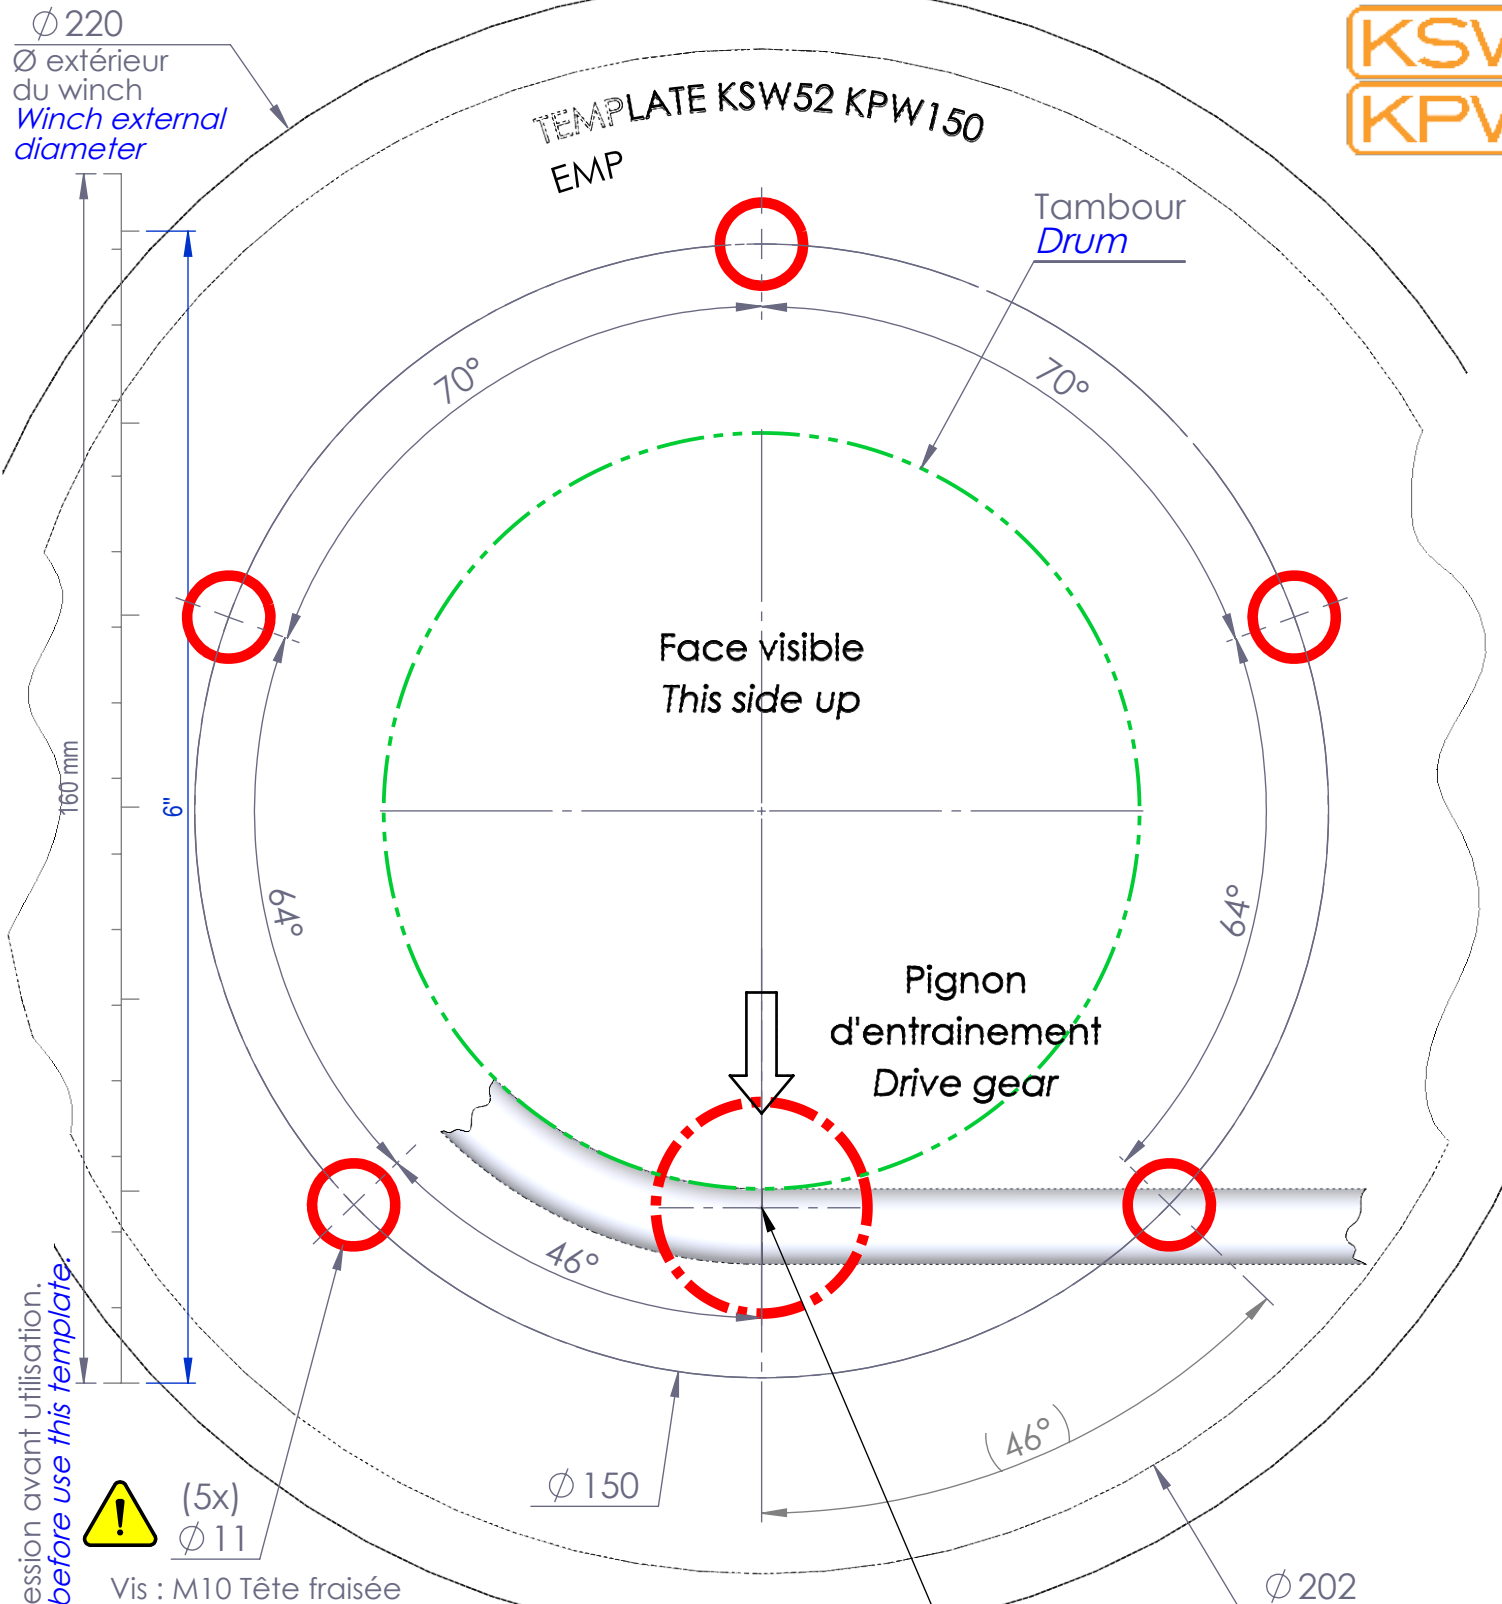 Ø 220
Ø extérieur
du winch
Winch external
diameter
TEMPLATE KSW52 KPW150
EMP
Tambour
Drum
70°
70°
Face visible
This side up
160 mm
6"
64°
64°
Pignon
d'entrainement
Drive gear
46°
(46°)
Ø 150
(5x)
Ø 11
Vis : M10 Tête fraisée
Ø 202
ession avant utilisation.
before use this template.